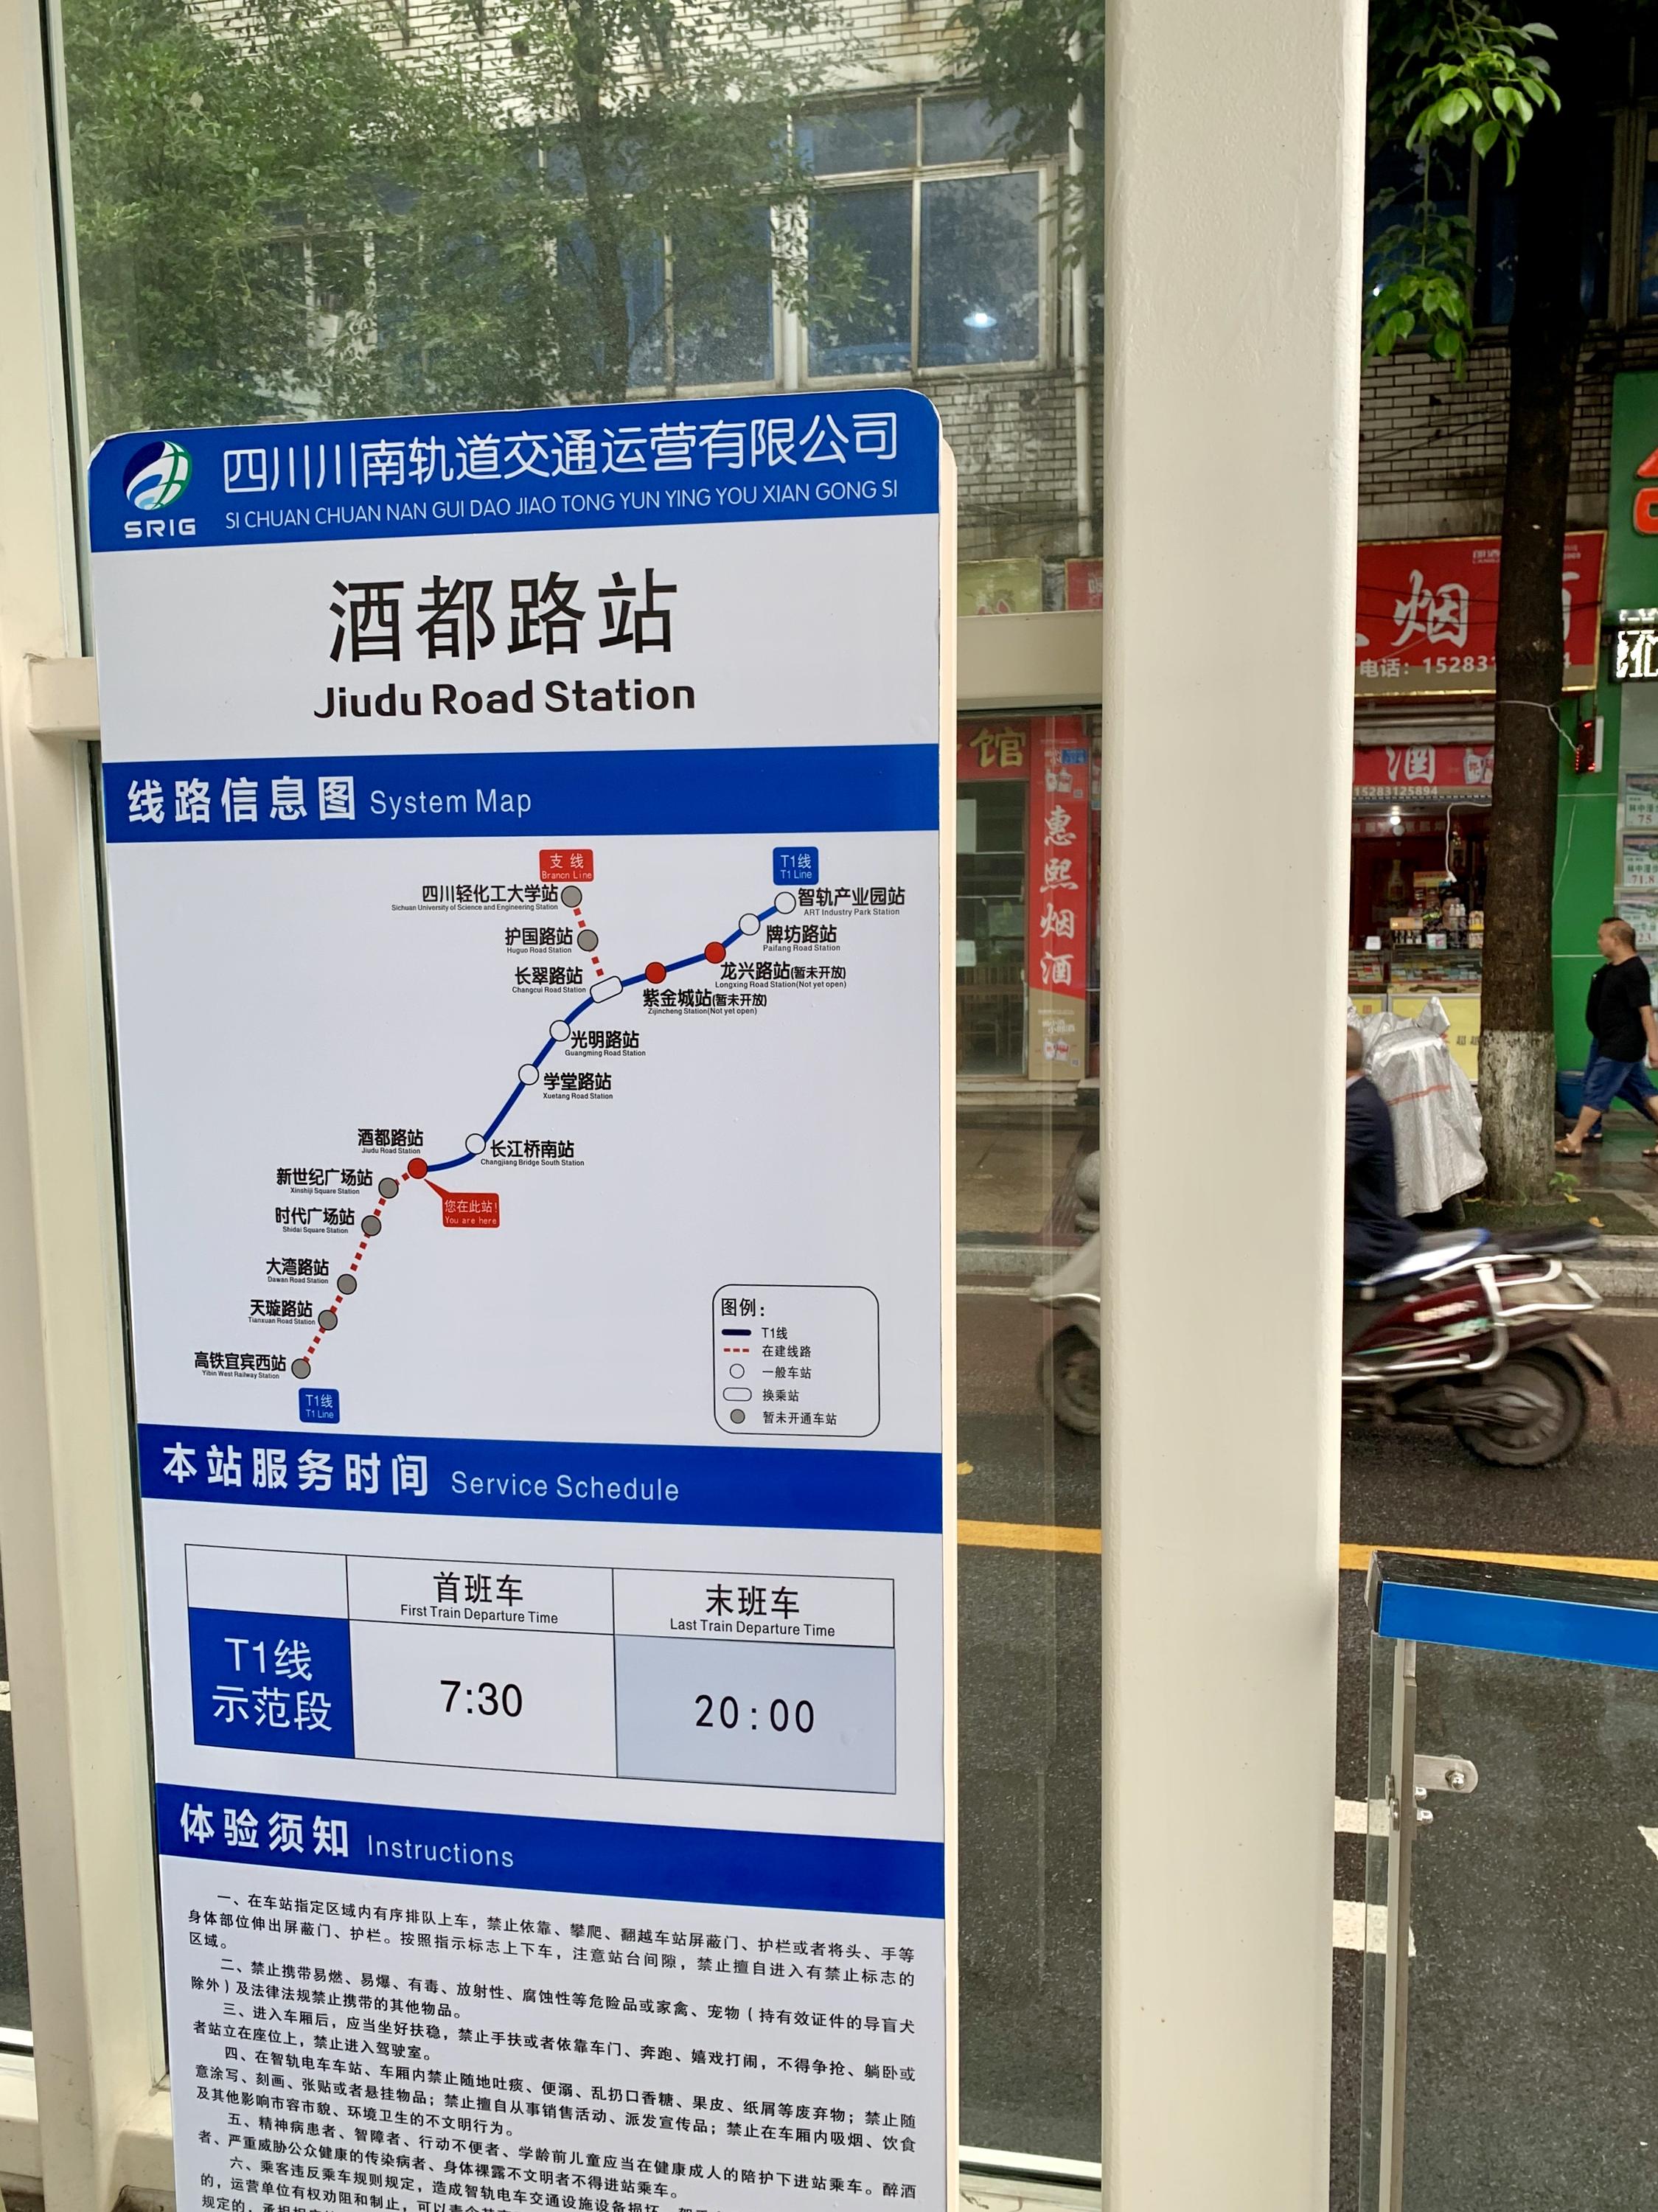 四川川南轨道交通运营有限公司
SI CHUAN CHUAN NAN GUI DAO JIAO TONG YUN YING YOU XIAN GONG SI
SRIG
酒都路站
Jiudu Road Station
线路信息图 System Map
支线
Brancn Line
T1线
T1 Line
四川轻化工大学站
Sichuan University of Science and Engineering Station
智轨产业园站
ART Industry Park Station
护国路站
Huguo Road Station
牌坊路站
Paifang Road Station
长翠路站
Changcui Road Station
龙兴路站(暂未开放)
Longxing Road Station(Not yet open)
紫金城站(暂未开放)
Zijincheng Station(Not yet open)
光明路站
Guangming Road Station
学堂路站
Xuetang Road Station
酒都路站
Jiudu Road Station
长江桥南站
Changjiang Bridge South Station
新世纪广场站
Xinshiji Square Station
您在此站!
You are here
时代广场站
Shidai Square Station
大湾路站
Dawan Road Station
天璇路站
Tianxuan Road Station
高铁宜宾西站
Yibin West Railway Station
T1线
T1 Line
图例:
T1线
在建线路
一般车站
换乘站
暂未开通车站
本站服务时间 Service Schedule
首班车
First Train Departure Time
末班车
Last Train Departure Time
T1线
示范段
7:30
20:00
体验须知 Instructions
一、在车站指定区域内有序排队上车，禁止依靠、攀爬、翻越车站屏蔽门、护栏或者将头、手等
身体部位伸出屏蔽门、护栏。按照指示标志上下车，注意站台间隙，禁止擅自进入有禁止标志的
区域。
二、禁止携带易燃、易爆、有毒、放射性、腐蚀性等危险品或家禽、宠物（持有效证件的导盲犬
除外）及法律法规禁止携带的其他物品。
三、进入车厢后，应当坐好扶稳，禁止手扶或者依靠车门、奔跑、嬉戏打闹，不得争抢、躺卧或
者站立在座位上，禁止进入驾驶室。
四、在智轨电车车站、车厢内禁止随地吐痰、便溺、乱扔口香糖、果皮、纸屑等废弃物；禁止随
意涂写、刻画、张贴或者悬挂物品；禁止擅自从事销售活动、派发宣传品；禁止在车厢内吸烟、饮食
及其他影响市容市貌、环境卫生的不文明行为。
五、精神病患者、智障者、行动不便者、学龄前儿童应当在健康成人的陪护下进站乘车。醉酒
者、严重威胁公众健康的传染病者、身体裸露不文明者不得进站乘车。
六、乘客违反乘车规则规定，造成智轨电车交通设施设备损坏
的，运营单位有权劝阻和制止，可以责令其
规定的，承担相应
烟
电话：15283
酒
15283125894
馆
惠熙烟酒